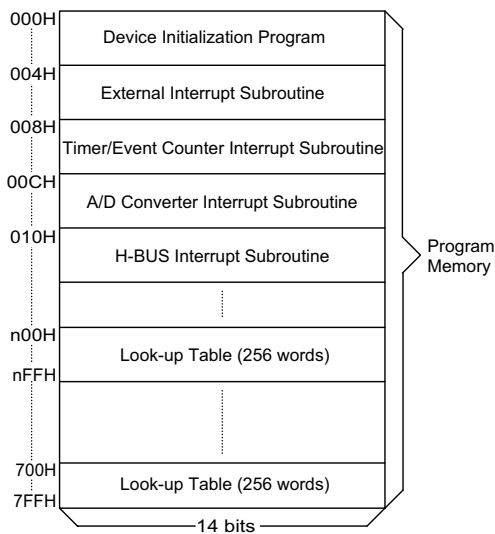 000H
Device Initialization Program
004H
External Interrupt Subroutine
008H
Timer/Event Counter Interrupt Subroutine
00CH
A/D Converter Interrupt Subroutine
010H
H-BUS Interrupt Subroutine
Program
Memory
n00H
Look-up Table (256 words)
nFFH
700H
Look-up Table (256 words)
7FFH
14 bits